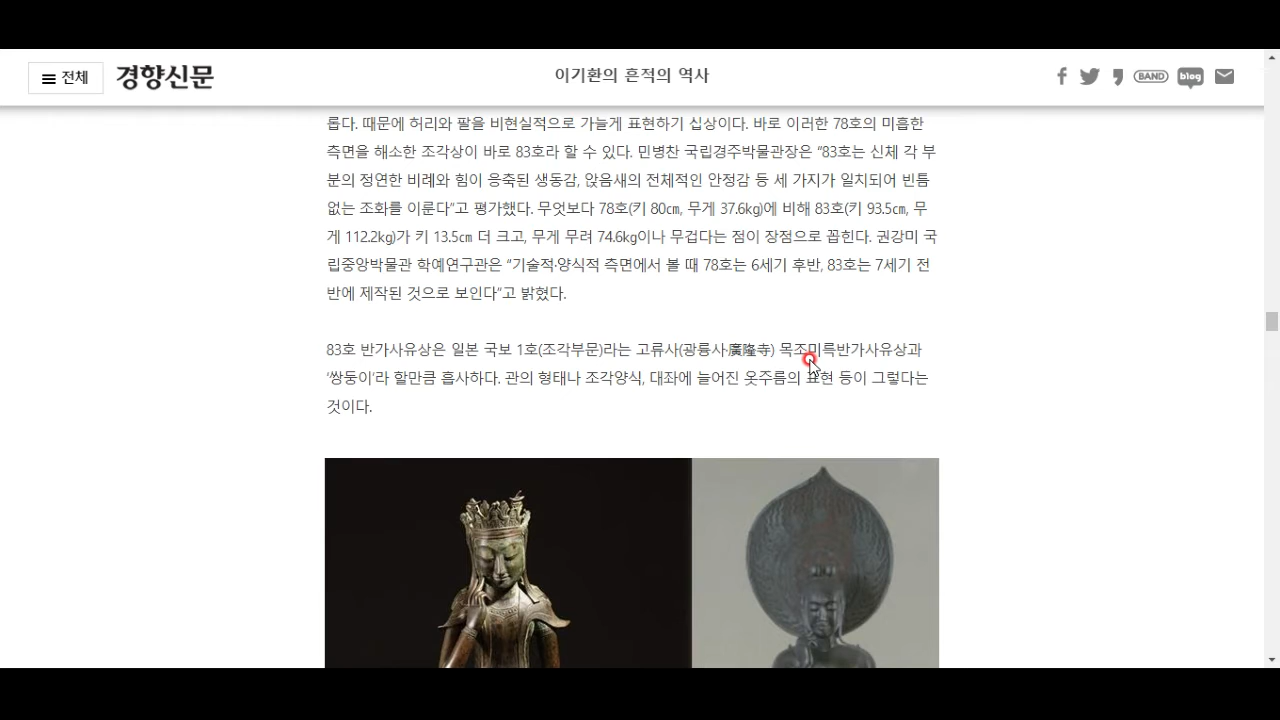 전체
경향신문
이기환의 흔적의 역사
BAND
blog
롭다. 때문에 허리와 팔을 비현실적으로 가늘게 표현하기 십상이다. 바로 이러한 78호의 미흡한
측면을 해소한 조각상이 바로 83호라 할 수 있다. 민병찬 국립경주박물관장은 “83호는 신체 각 부
분의 정연한 비례와 힘이 응축된 생동감, 앉음새의 전체적인 안정감 등 세 가지가 일치되어 빈틈
없는 조화를 이룬다”고 평가했다. 무엇보다 78호(키 80㎝, 무게 37.6kg)에 비해 83호(키 93.5㎝, 무
게 112.2kg)가 키 13.5㎝ 더 크고, 무게 무려 74.6kg이나 무겁다는 점이 장점으로 꼽힌다. 권강미 국
립중앙박물관 학예연구관은 “기술적·양식적 측면에서 볼 때 78호는 6세기 후반, 83호는 7세기 전
반에 제작된 것으로 보인다”고 밝혔다.
83호 반가사유상은 일본 국보 1호(조각부문)라는 고류사(광륭사·廣隆寺) 목조미륵반가사유상과
‘쌍둥이’라 할만큼 흡사하다. 관의 형태나 조각양식, 대좌에 늘어진 옷주름의 표현 등이 그렇다는
것이다.